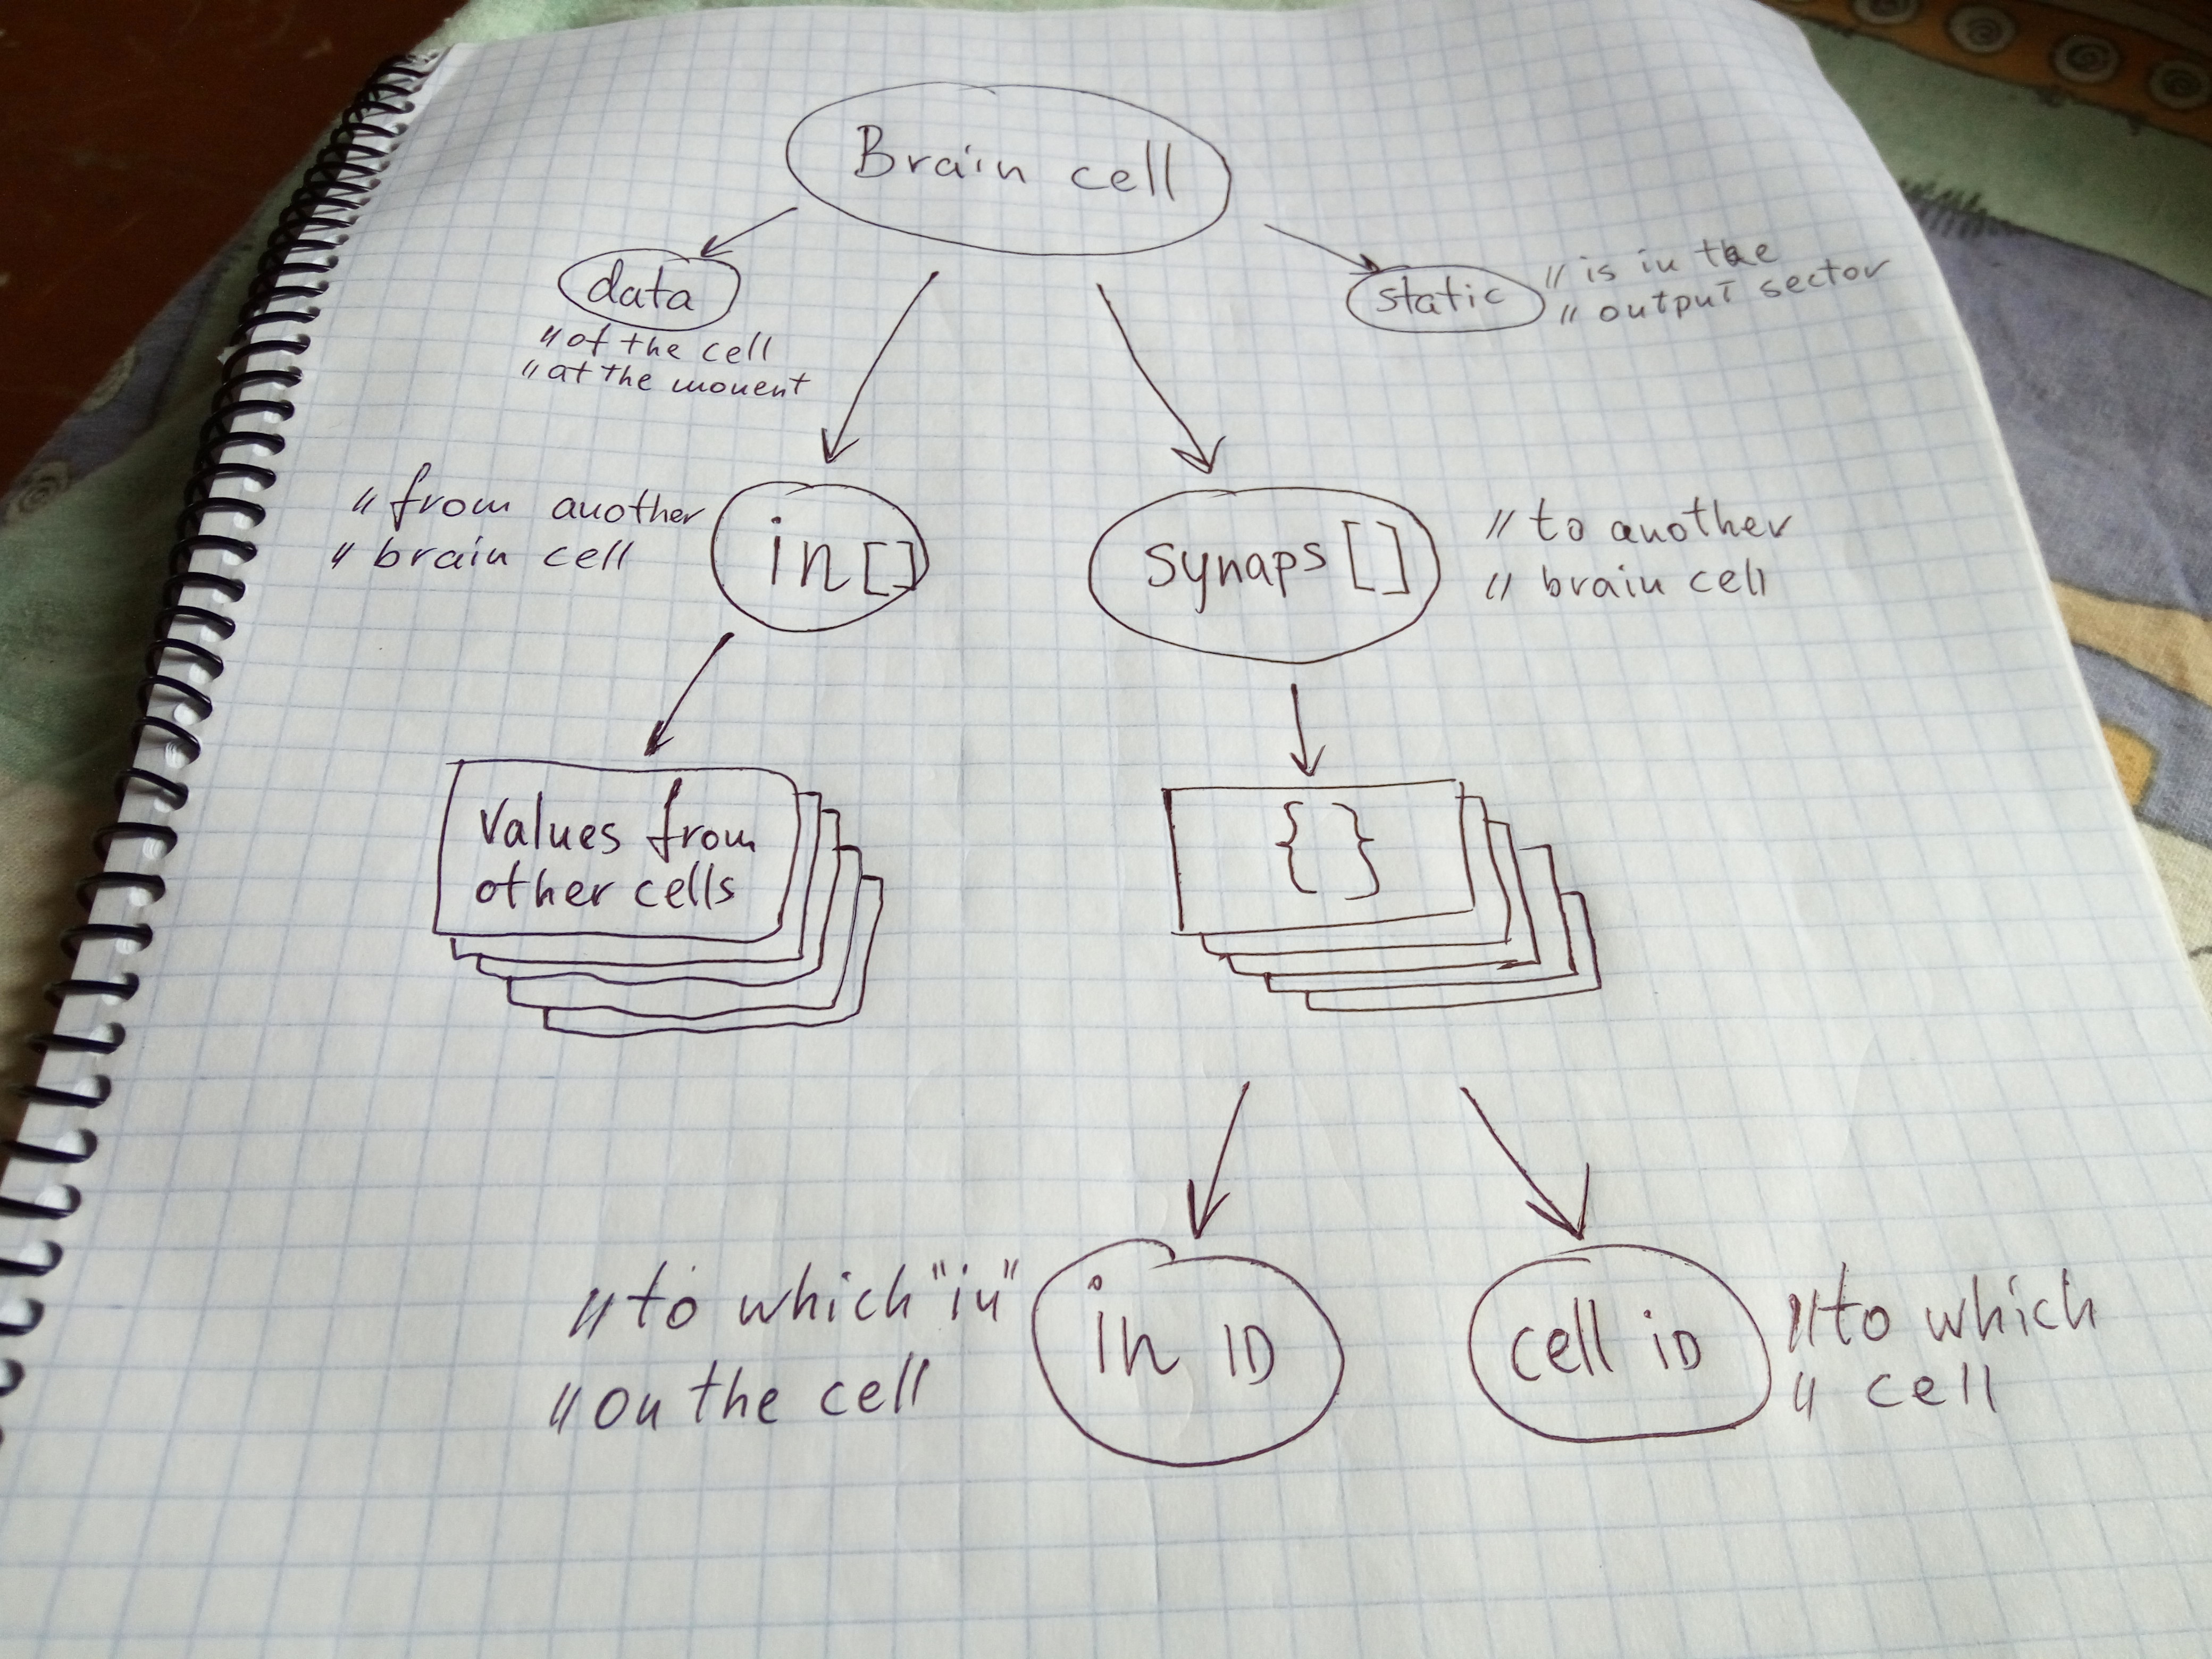 Brain cell
data
// of the cell
// at the moment
static
// is in the
// output sector
// from another
// brain cell
in []
synaps []
// to another
// brain cell
Values from
other cells
{ }
// to which "in"
// on the cell
in ID
cell iD
// to which
// cell